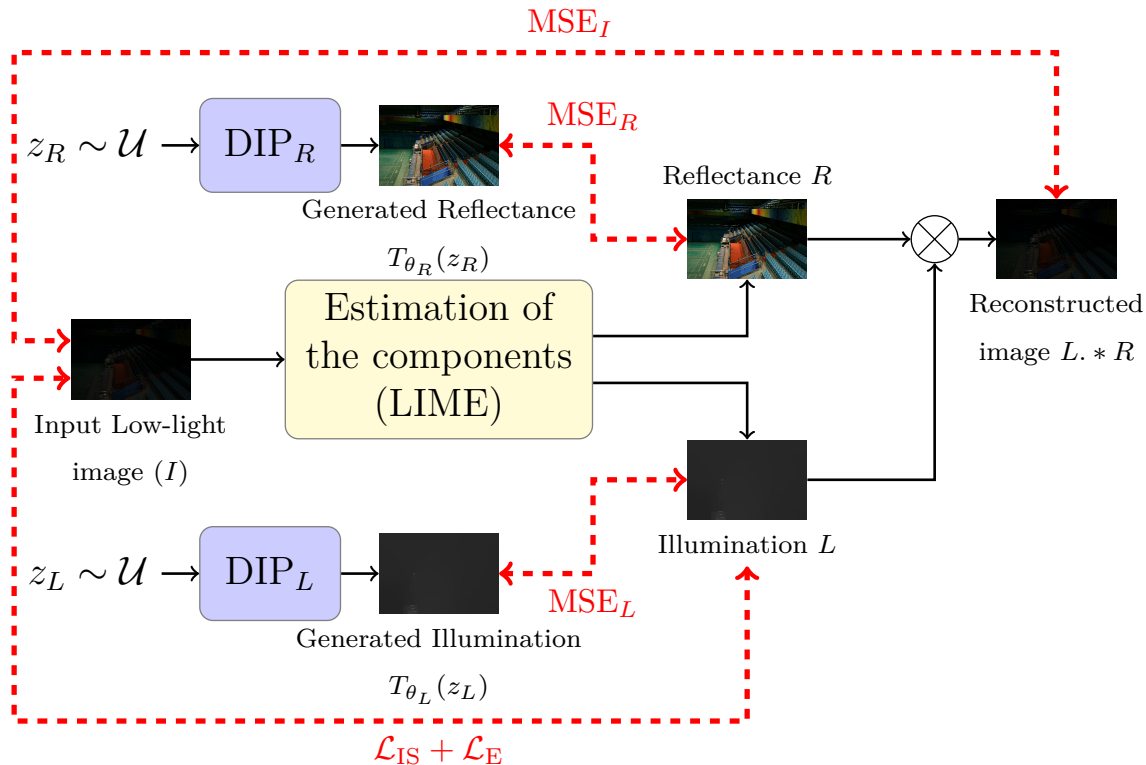 MSE_I
z_R ∼ 𝒰
DIP_R
MSE_R
Generated Reflectance
T_{θ_R}(z_R)
Reflectance R
Estimation of
the components
(LIME)
Reconstructed
image L. ∗ R
Input Low-light
image (I)
z_L ∼ 𝒰
DIP_L
MSE_L
Illumination L
Generated Illumination
T_{θ_L}(z_L)
ℒ_IS + ℒ_E